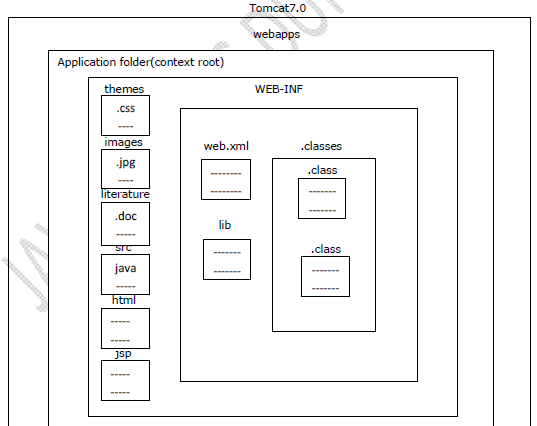 Tomcat7.0
webapps
Application folder(context root)
themes
WEB-INF
.css
----
images
.jpg
----
literature
.doc
-----
src
java
-----
html
-----
-----
jsp
-----
-----
web.xml
--------
--------
lib
-------
-------
.classes
.class
-------
-------
.class
-------
-------